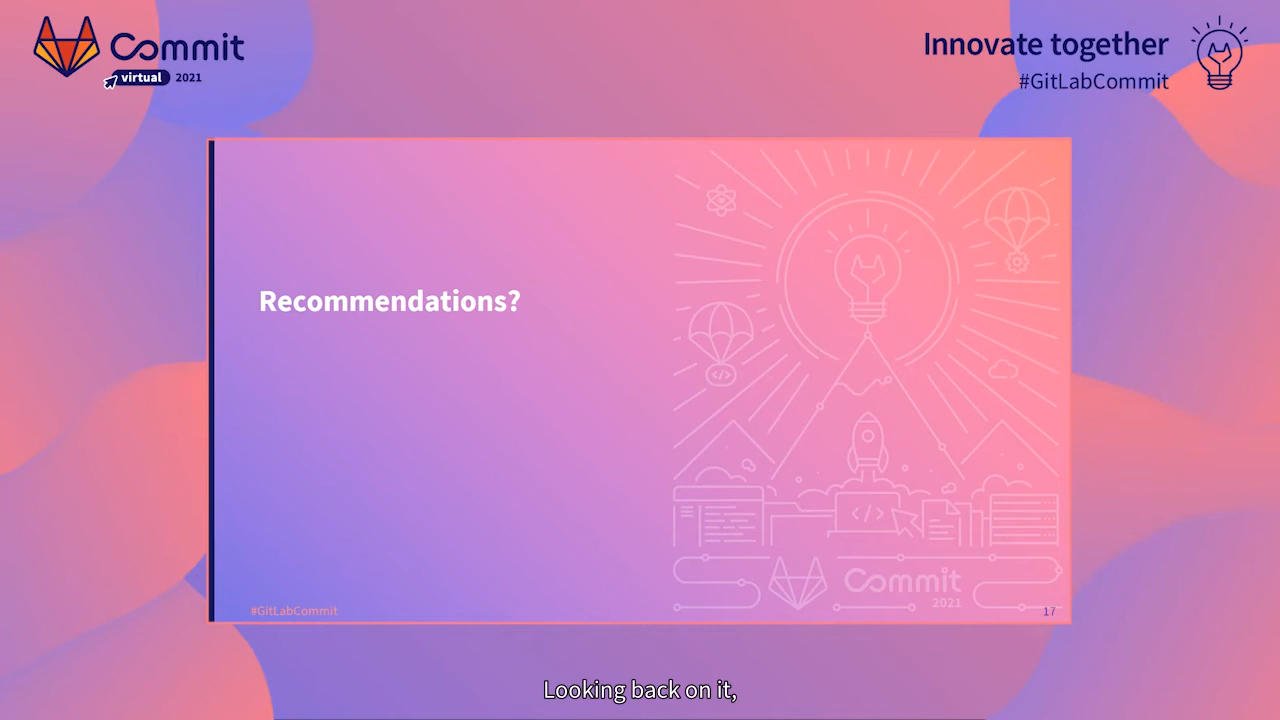 Commit
virtual 2021
Innovate together
#GitLabCommit
Recommendations?
</>
</>
Commit
2021
#GitLabCommit
17
Looking back on it,